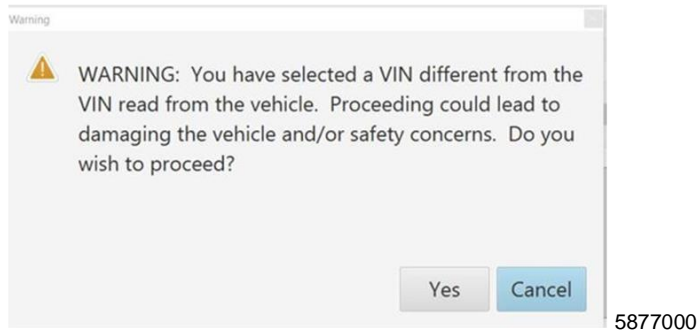 Warning
WARNING: You have selected a VIN different from the
VIN read from the vehicle. Proceeding could lead to
damaging the vehicle and/or safety concerns. Do you
wish to proceed?
Yes
Cancel
5877000